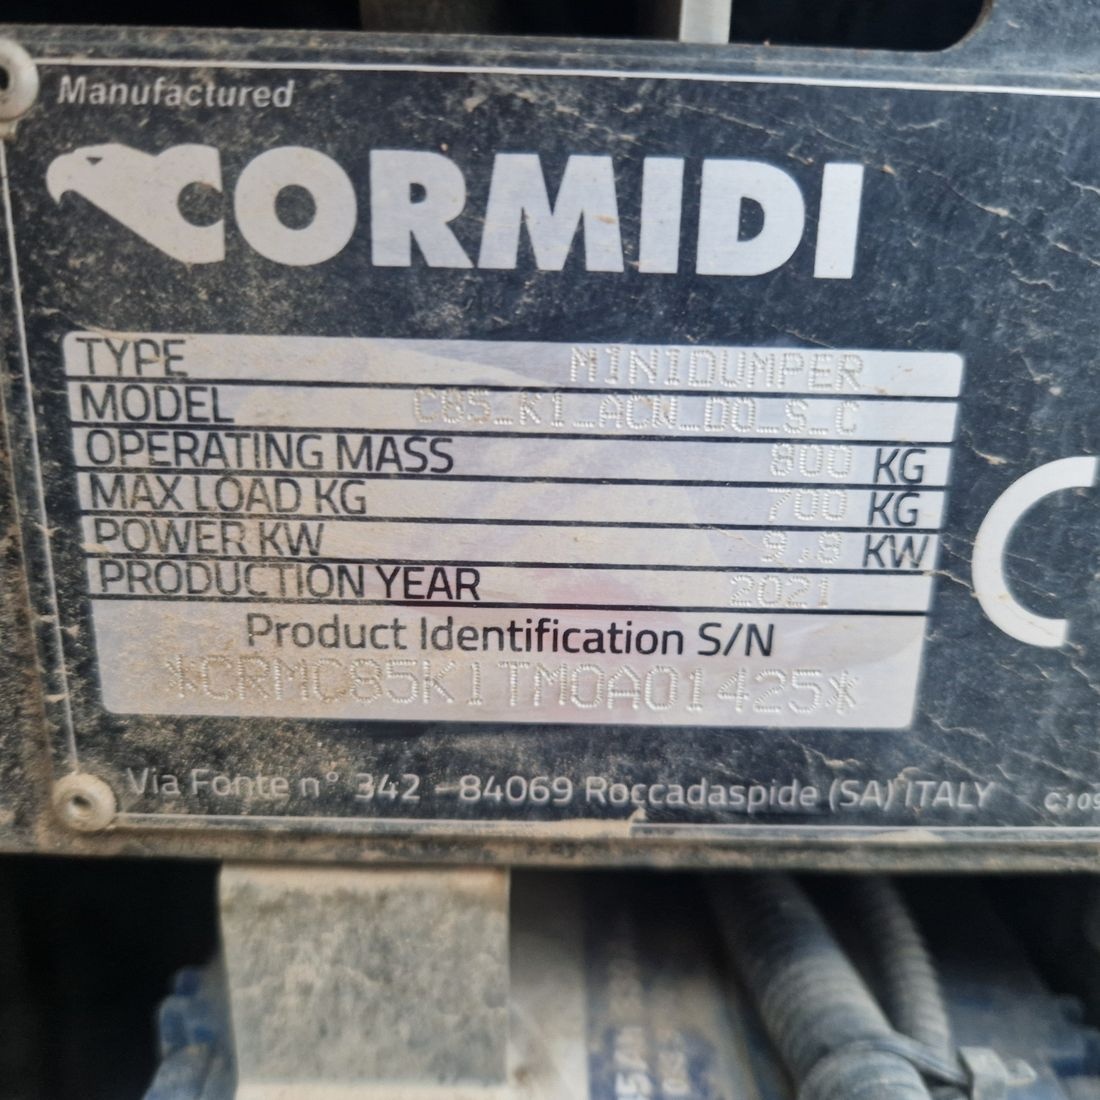 Manufactured
CORMIDI
TYPE MINIDUMPER
MODEL C85_K1_ACW_DO_S_C
OPERATING MASS 800 KG
MAX LOAD KG 700 KG
POWER KW 9,8 KW
PRODUCTION YEAR 2021
Product Identification S/N
*CRMC85K1TM0A01425*
Via Fonte n° 342 - 84069 Roccadaspide (SA) ITALY